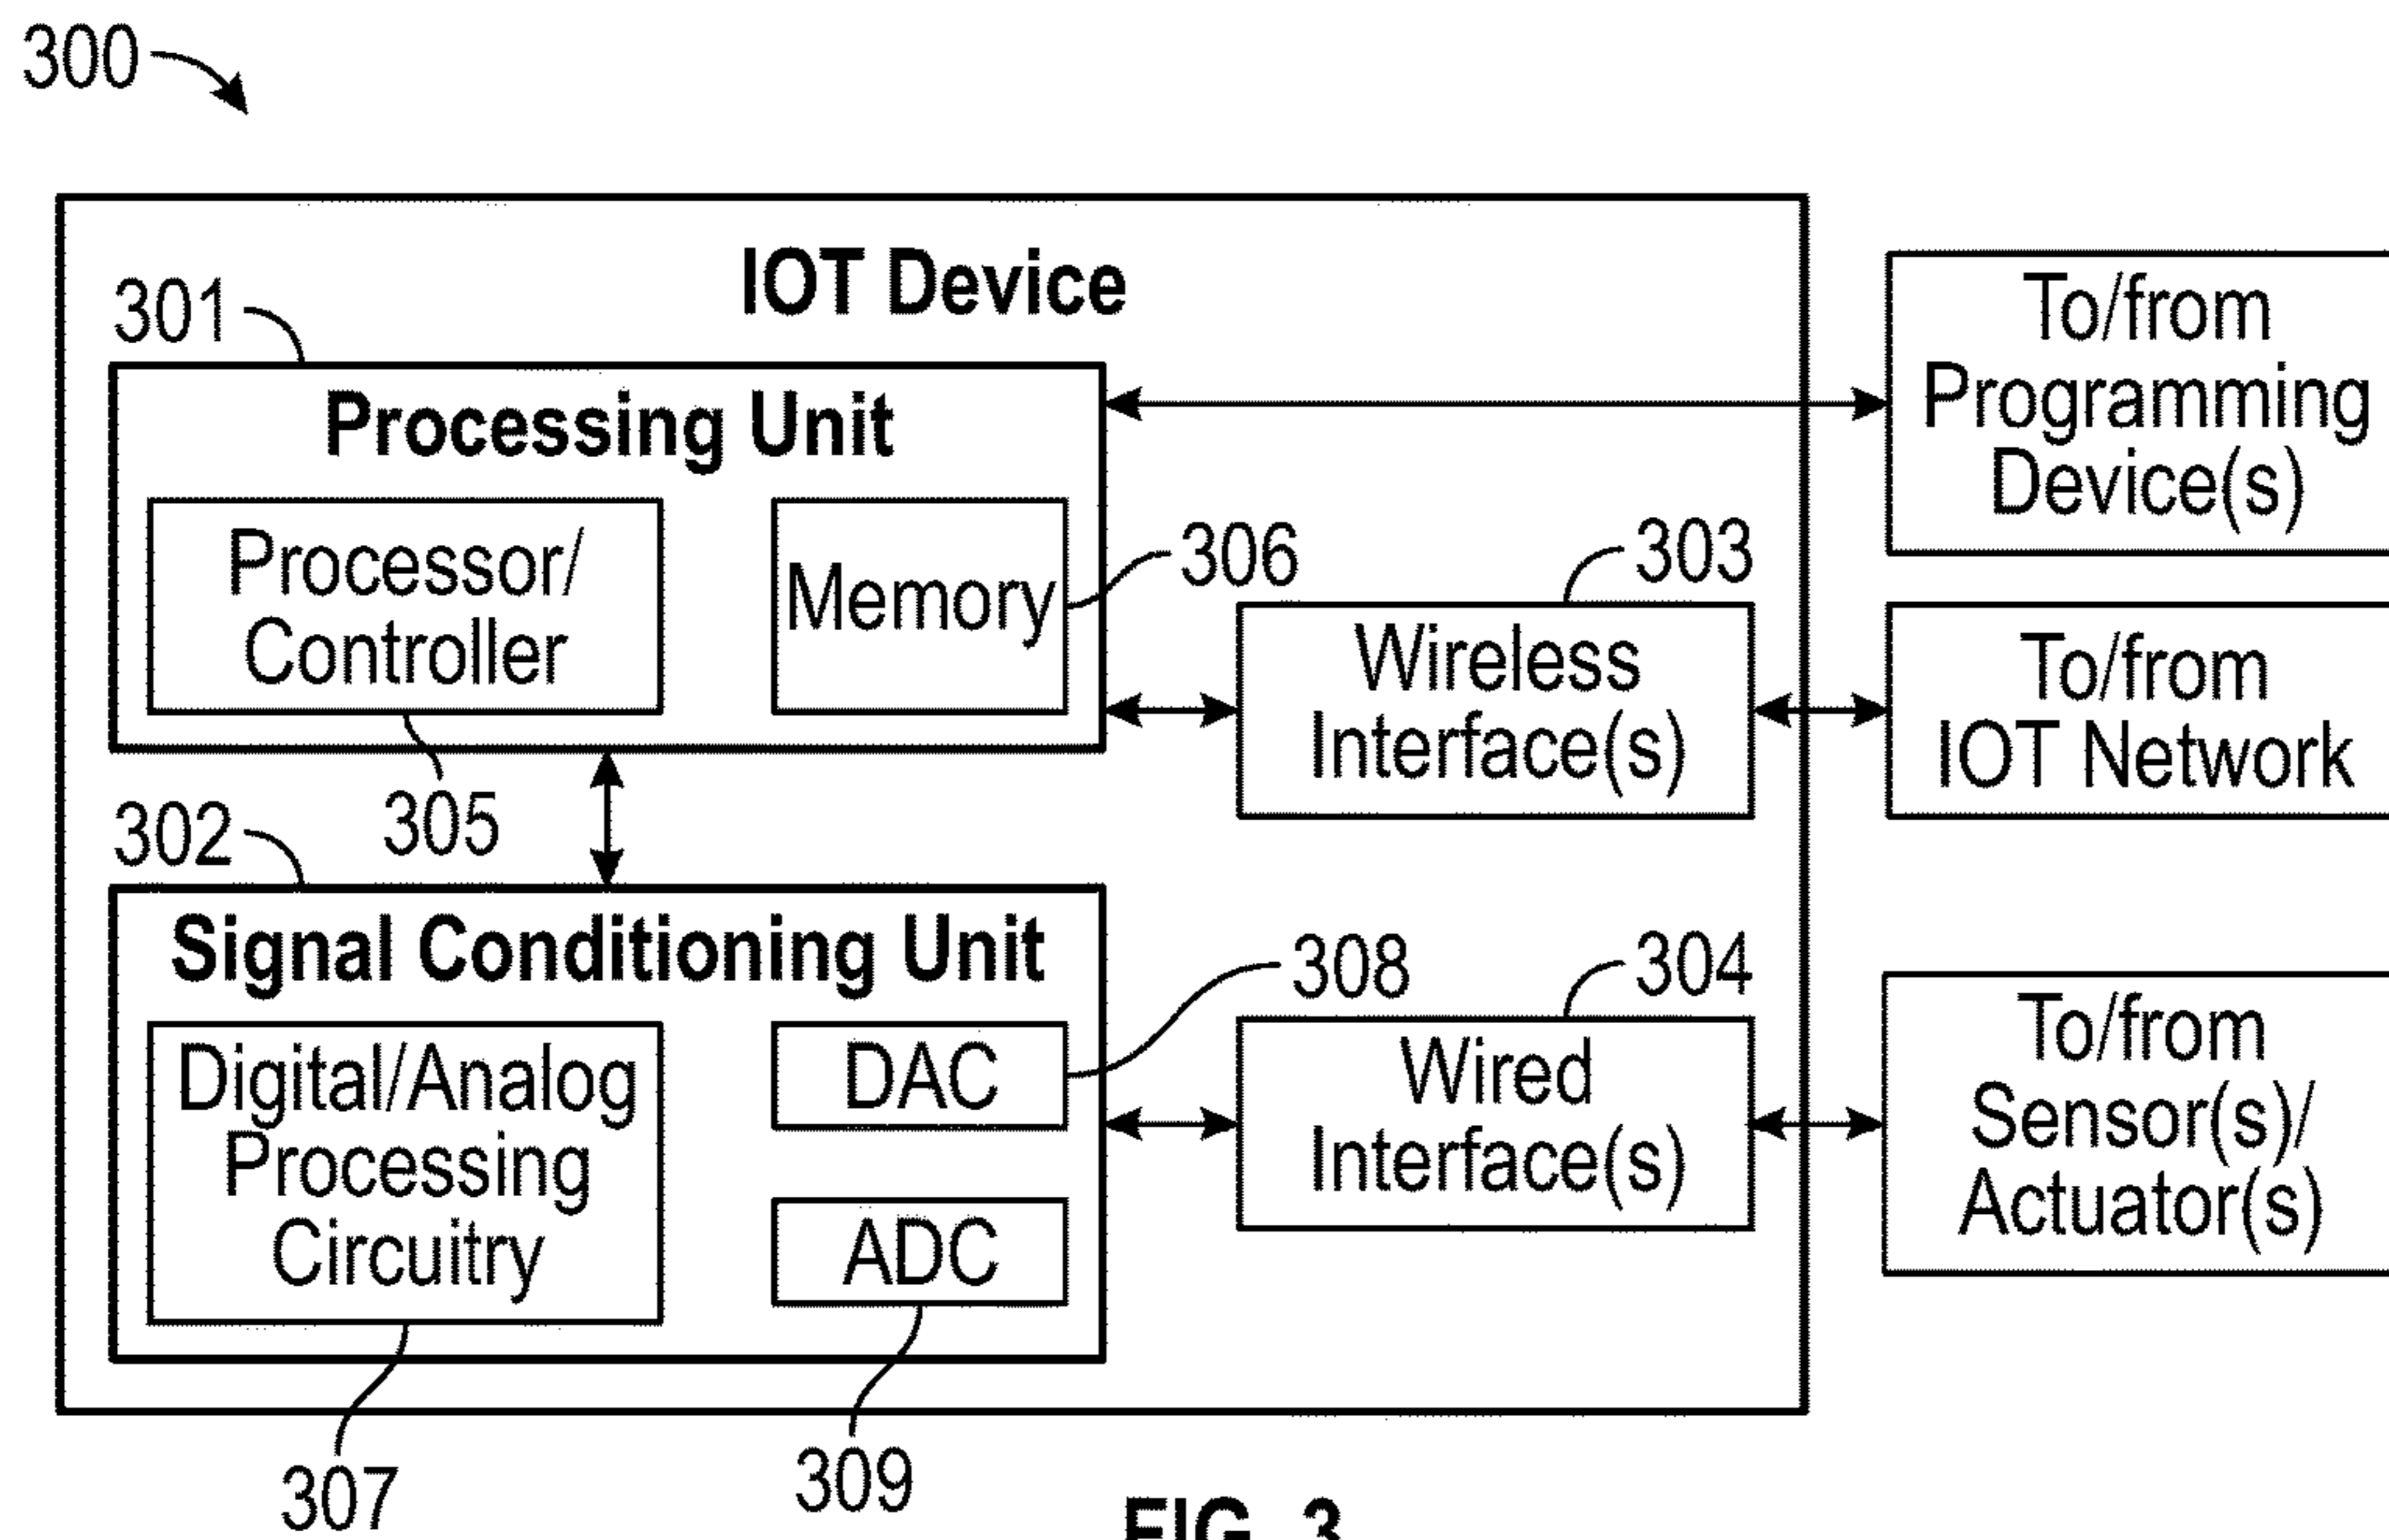 300
IOT Device
301
Processing Unit
Processor/
Controller
Memory
306
305
303
Wireless
Interface(s)
302
Signal Conditioning Unit
Digital/Analog
Processing
Circuitry
DAC
ADC
308
304
Wired
Interface(s)
307
309
To/from
Programming
Device(s)
To/from
IOT Network
To/from
Sensor(s)/
Actuator(s)
FIG. 3